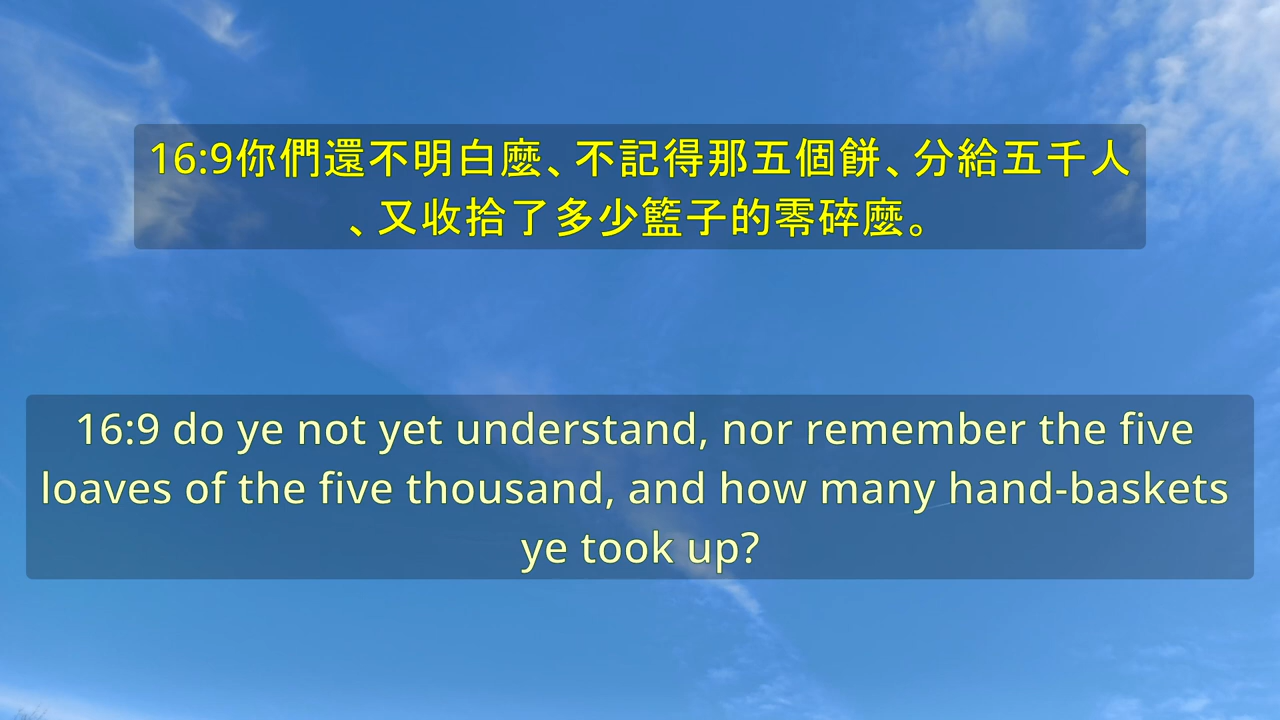 16:9你們還不明白麼、不記得那五個餅、分給五千人
、又收拾了多少籃子的零碎麼。
16:9 do ye not yet understand, nor remember the five
loaves of the five thousand, and how many hand-baskets
ye took up?